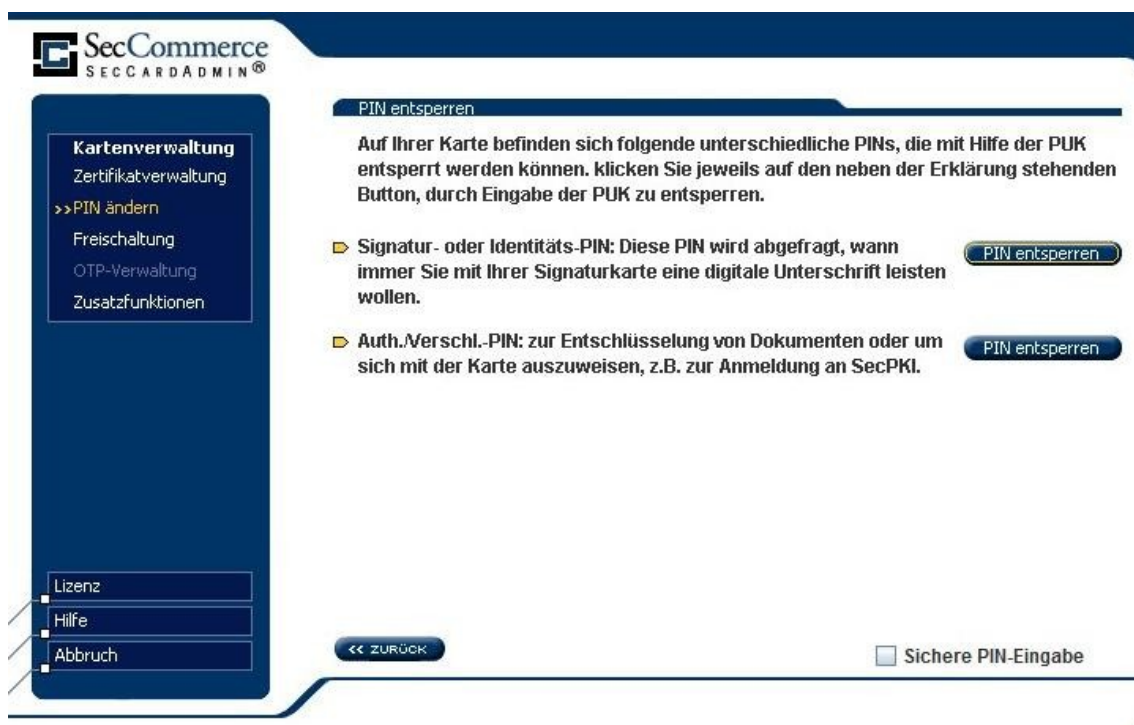 SecCommerce
SECCARDADMIN®
Kartenverwaltung
Zertifikatverwaltung
>>PIN ändern
Freischaltung
OTP-Verwaltung
Zusatzfunktionen
Lizenz
Hilfe
Abbruch
PIN entsperren
Auf Ihrer Karte befinden sich folgende unterschiedliche PINs, die mit Hilfe der PUK
entsperrt werden können. klicken Sie jeweils auf den neben der Erklärung stehenden
Button, durch Eingabe der PUK zu entsperren.
Signatur- oder Identitäts-PIN: Diese PIN wird abgefragt, wann
immer Sie mit Ihrer Signaturkarte eine digitale Unterschrift leisten
wollen.
PIN entsperren
Auth./Verschl.-PIN: zur Entschlüsselung von Dokumenten oder um
sich mit der Karte auszuweisen, z.B. zur Anmeldung an SecPKI.
PIN entsperren
<< ZURÜCK
Sichere PIN-Eingabe